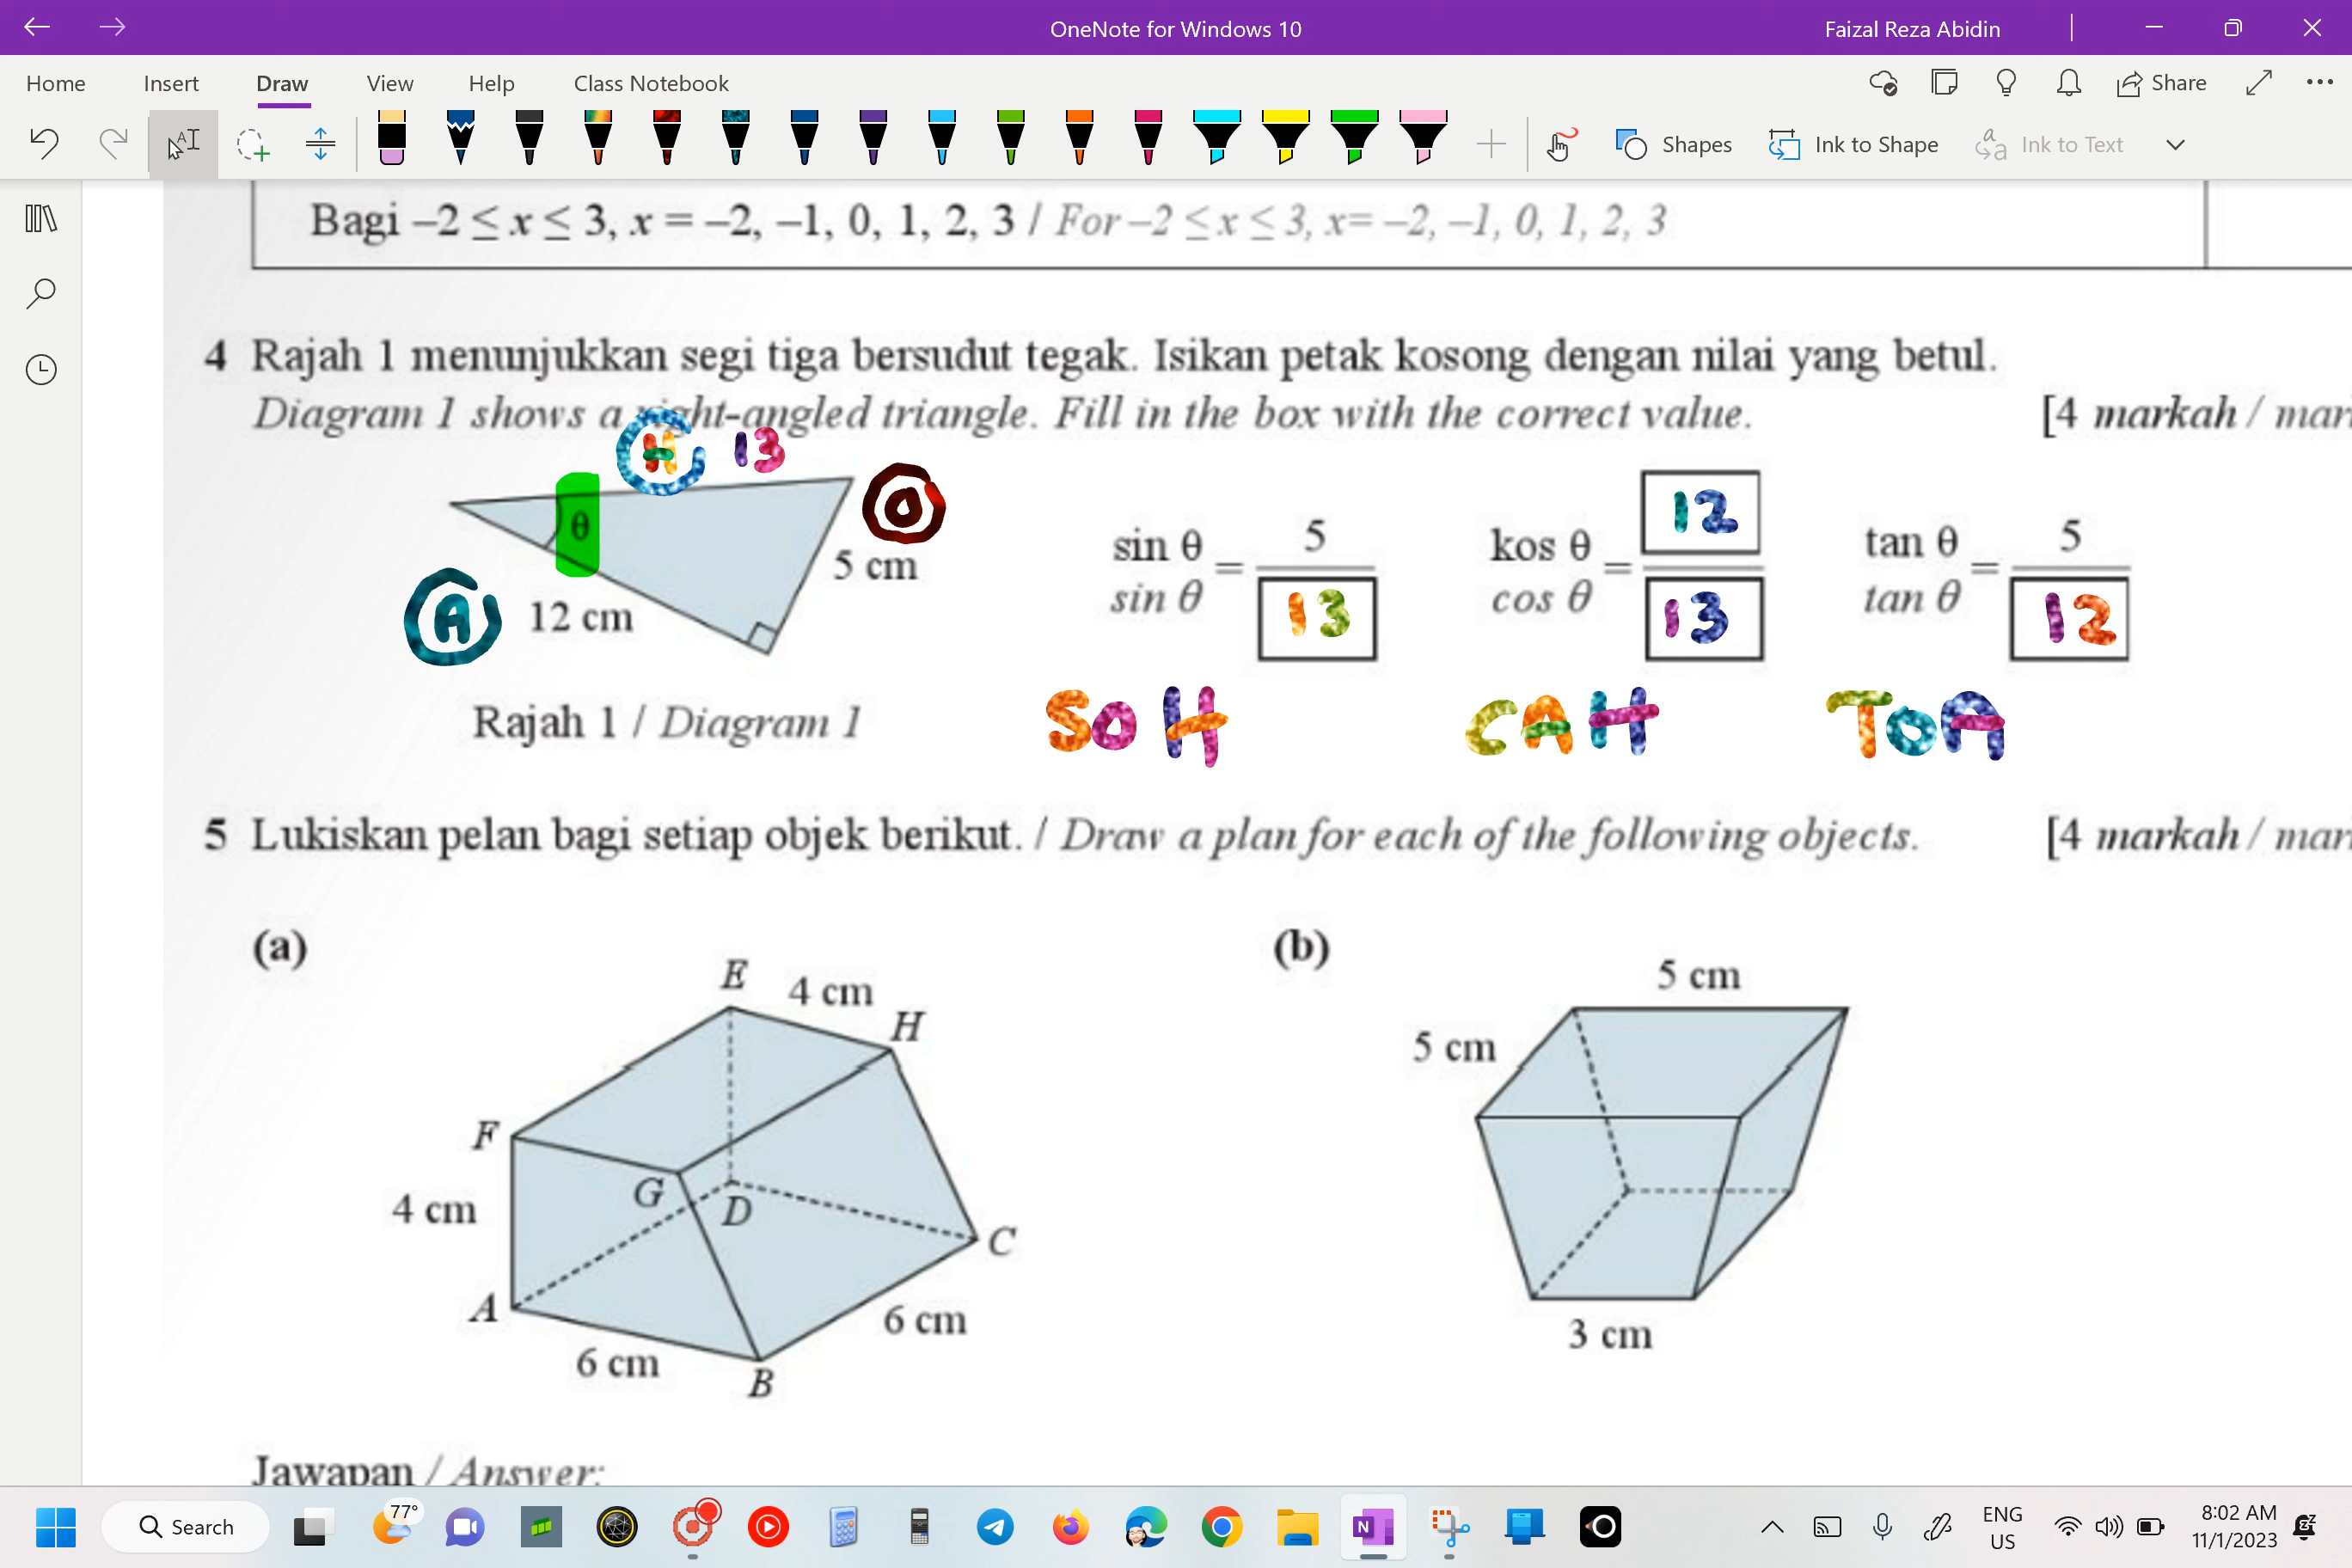 OneNote for Windows 10
Faizal Reza Abidin
Home Insert Draw View Help Class Notebook
Share
Shapes Ink to Shape Ink to Text
Bagi –2 ≤ x ≤ 3, x = –2, –1, 0, 1, 2, 3 / For –2 ≤ x ≤ 3, x= –2, –1, 0, 1, 2, 3
4 Rajah 1 menunjukkan segi tiga bersudut tegak. Isikan petak kosong dengan nilai yang betul.
Diagram 1 shows a right-angled triangle. Fill in the box with the correct value. [4 markah / mar
H 13
O
θ
5 cm
A
12 cm
Rajah 1 / Diagram 1
sin θ
sin θ
=
5
13
kos θ
cos θ
=
12
13
tan θ
tan θ
=
5
12
SOH CAH TOA
5 Lukiskan pelan bagi setiap objek berikut. / Draw a plan for each of the following objects. [4 markah / mar
(a)
E
4 cm
H
F
G
D
4 cm
C
A
6 cm
6 cm
B
(b)
5 cm
5 cm
3 cm
Jawapan / Answer:
77°
Search
ENG
US
8:02 AM
11/1/2023